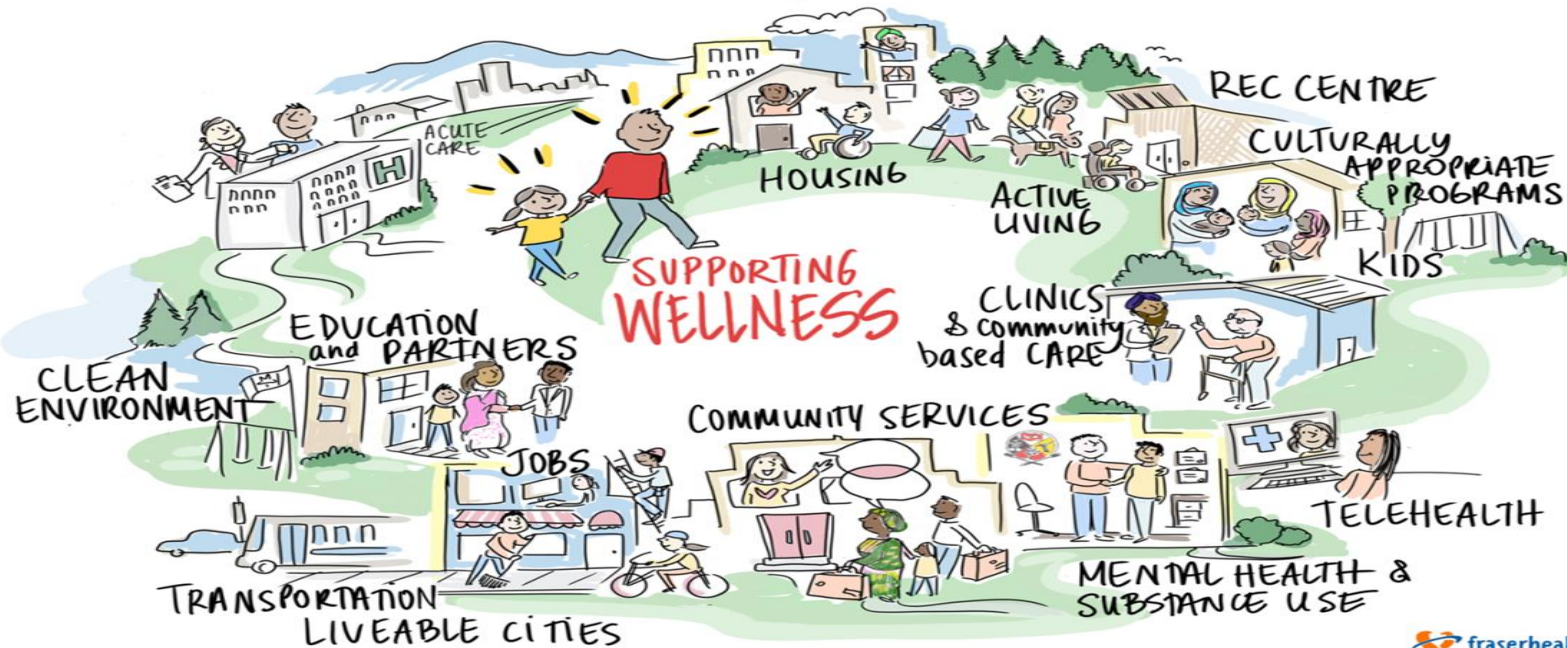 ACUTE
CARE
H
HOUSING
ACTIVE
LIVING
REC CENTRE
CULTURALLY
APPROPRIATE
PROGRAMS
KIDS
SUPPORTING
WELLNESS
CLINICS
& community
based CARE
EDUCATION
and PARTNERS
CLEAN
ENVIRONMENT
COMMUNITY SERVICES
JOBS
TELEHEALTH
MENTAL HEALTH &
SUBSTANCE USE
TRANSPORTATION
LIVEABLE CITIES